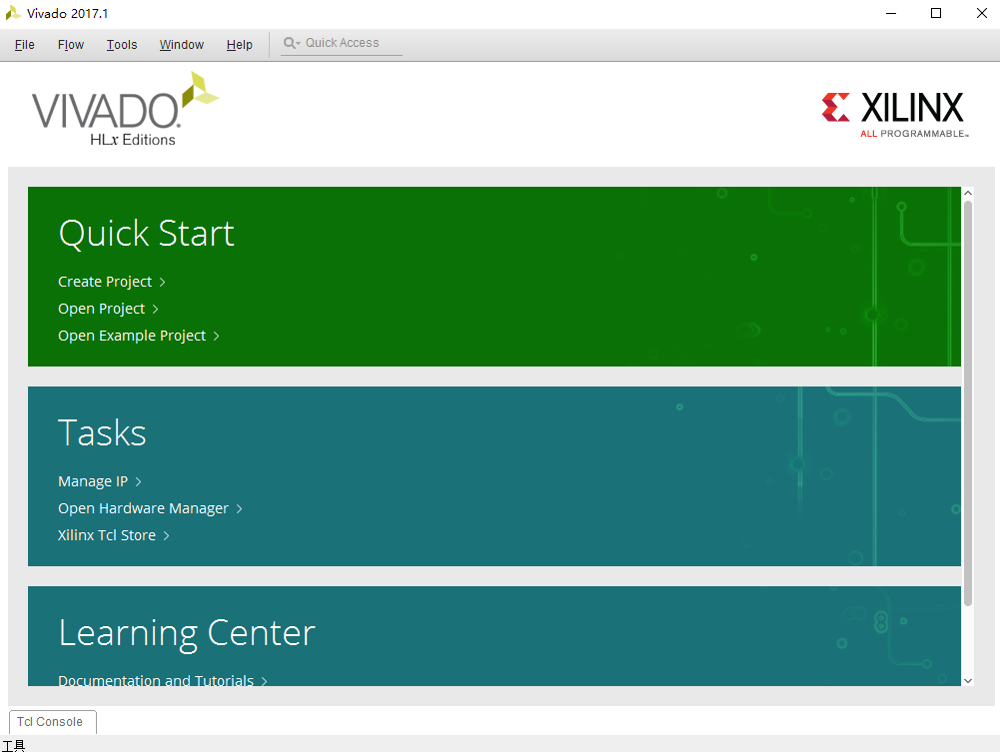 Vivado 2017.1
File Flow Tools Window Help Quick Access
VIVADO.
HLx Editions
XILINX
ALL PROGRAMMABLE™
Quick Start
Create Project >
Open Project >
Open Example Project >
Tasks
Manage IP >
Open Hardware Manager >
Xilinx Tcl Store >
Learning Center
Documentation and Tutorials >
Tcl Console
工具